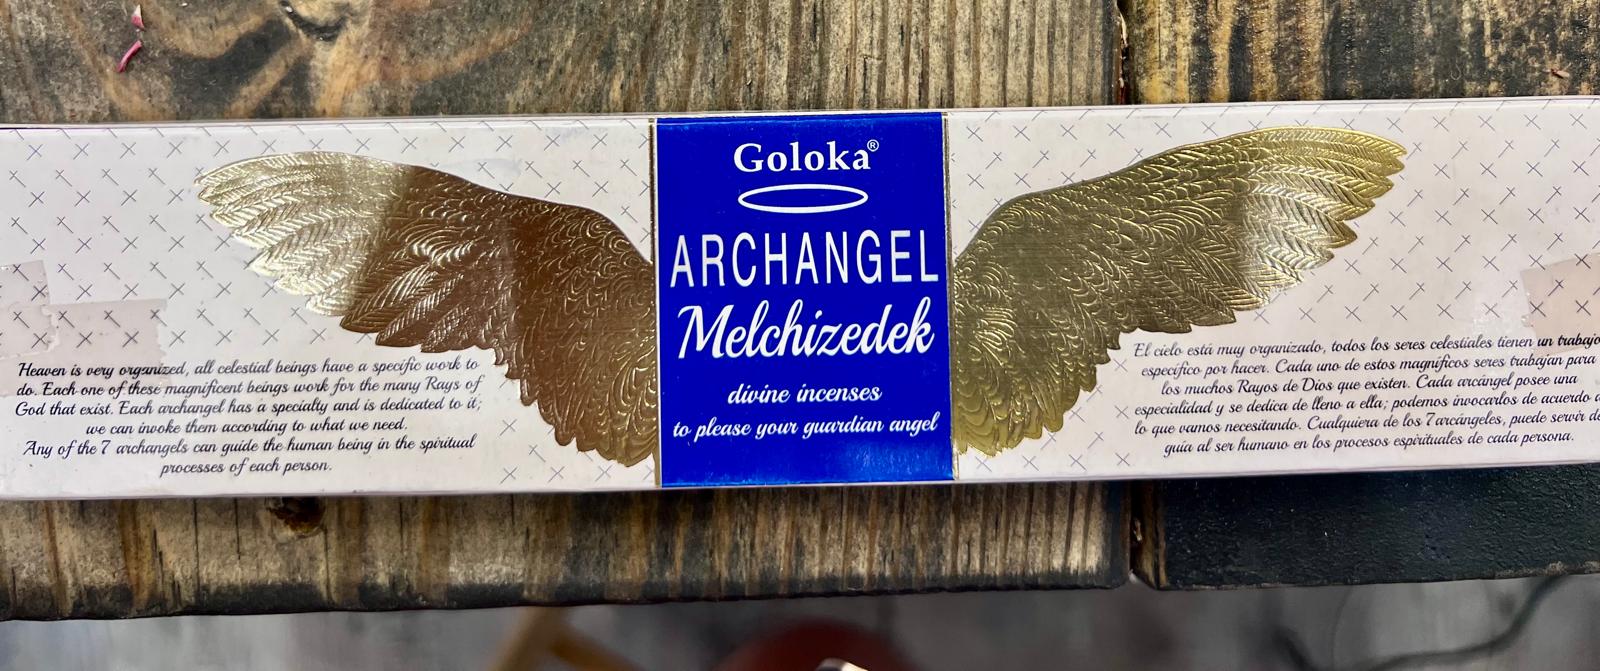 Goloka®
ARCHANGEL
Melchizedek
divine incenses
to please your guardian angel
Heaven is very organized, all celestial beings have a specific work to
do. Each one of these magnificent beings work for the many Rays of
God that exist. Each archangel has a specialty and is dedicated to it;
we can invoke them according to what we need.
Any of the 7 archangels can guide the human being in the spiritual
processes of each person.
El cielo está muy organizado, todos los seres celestiales tienen un trabajo
específico por hacer. Cada uno de estos magníficos seres trabajan para
los muchos Rayos de Dios que existen. Cada arcángel posee una
especialidad y se dedica de lleno a ella; podemos invocarlos de acuerdo a
lo que vamos necesitando. Cualquiera de los 7 arcángeles, puede servir de
guía al ser humano en los procesos espirituales de cada persona.